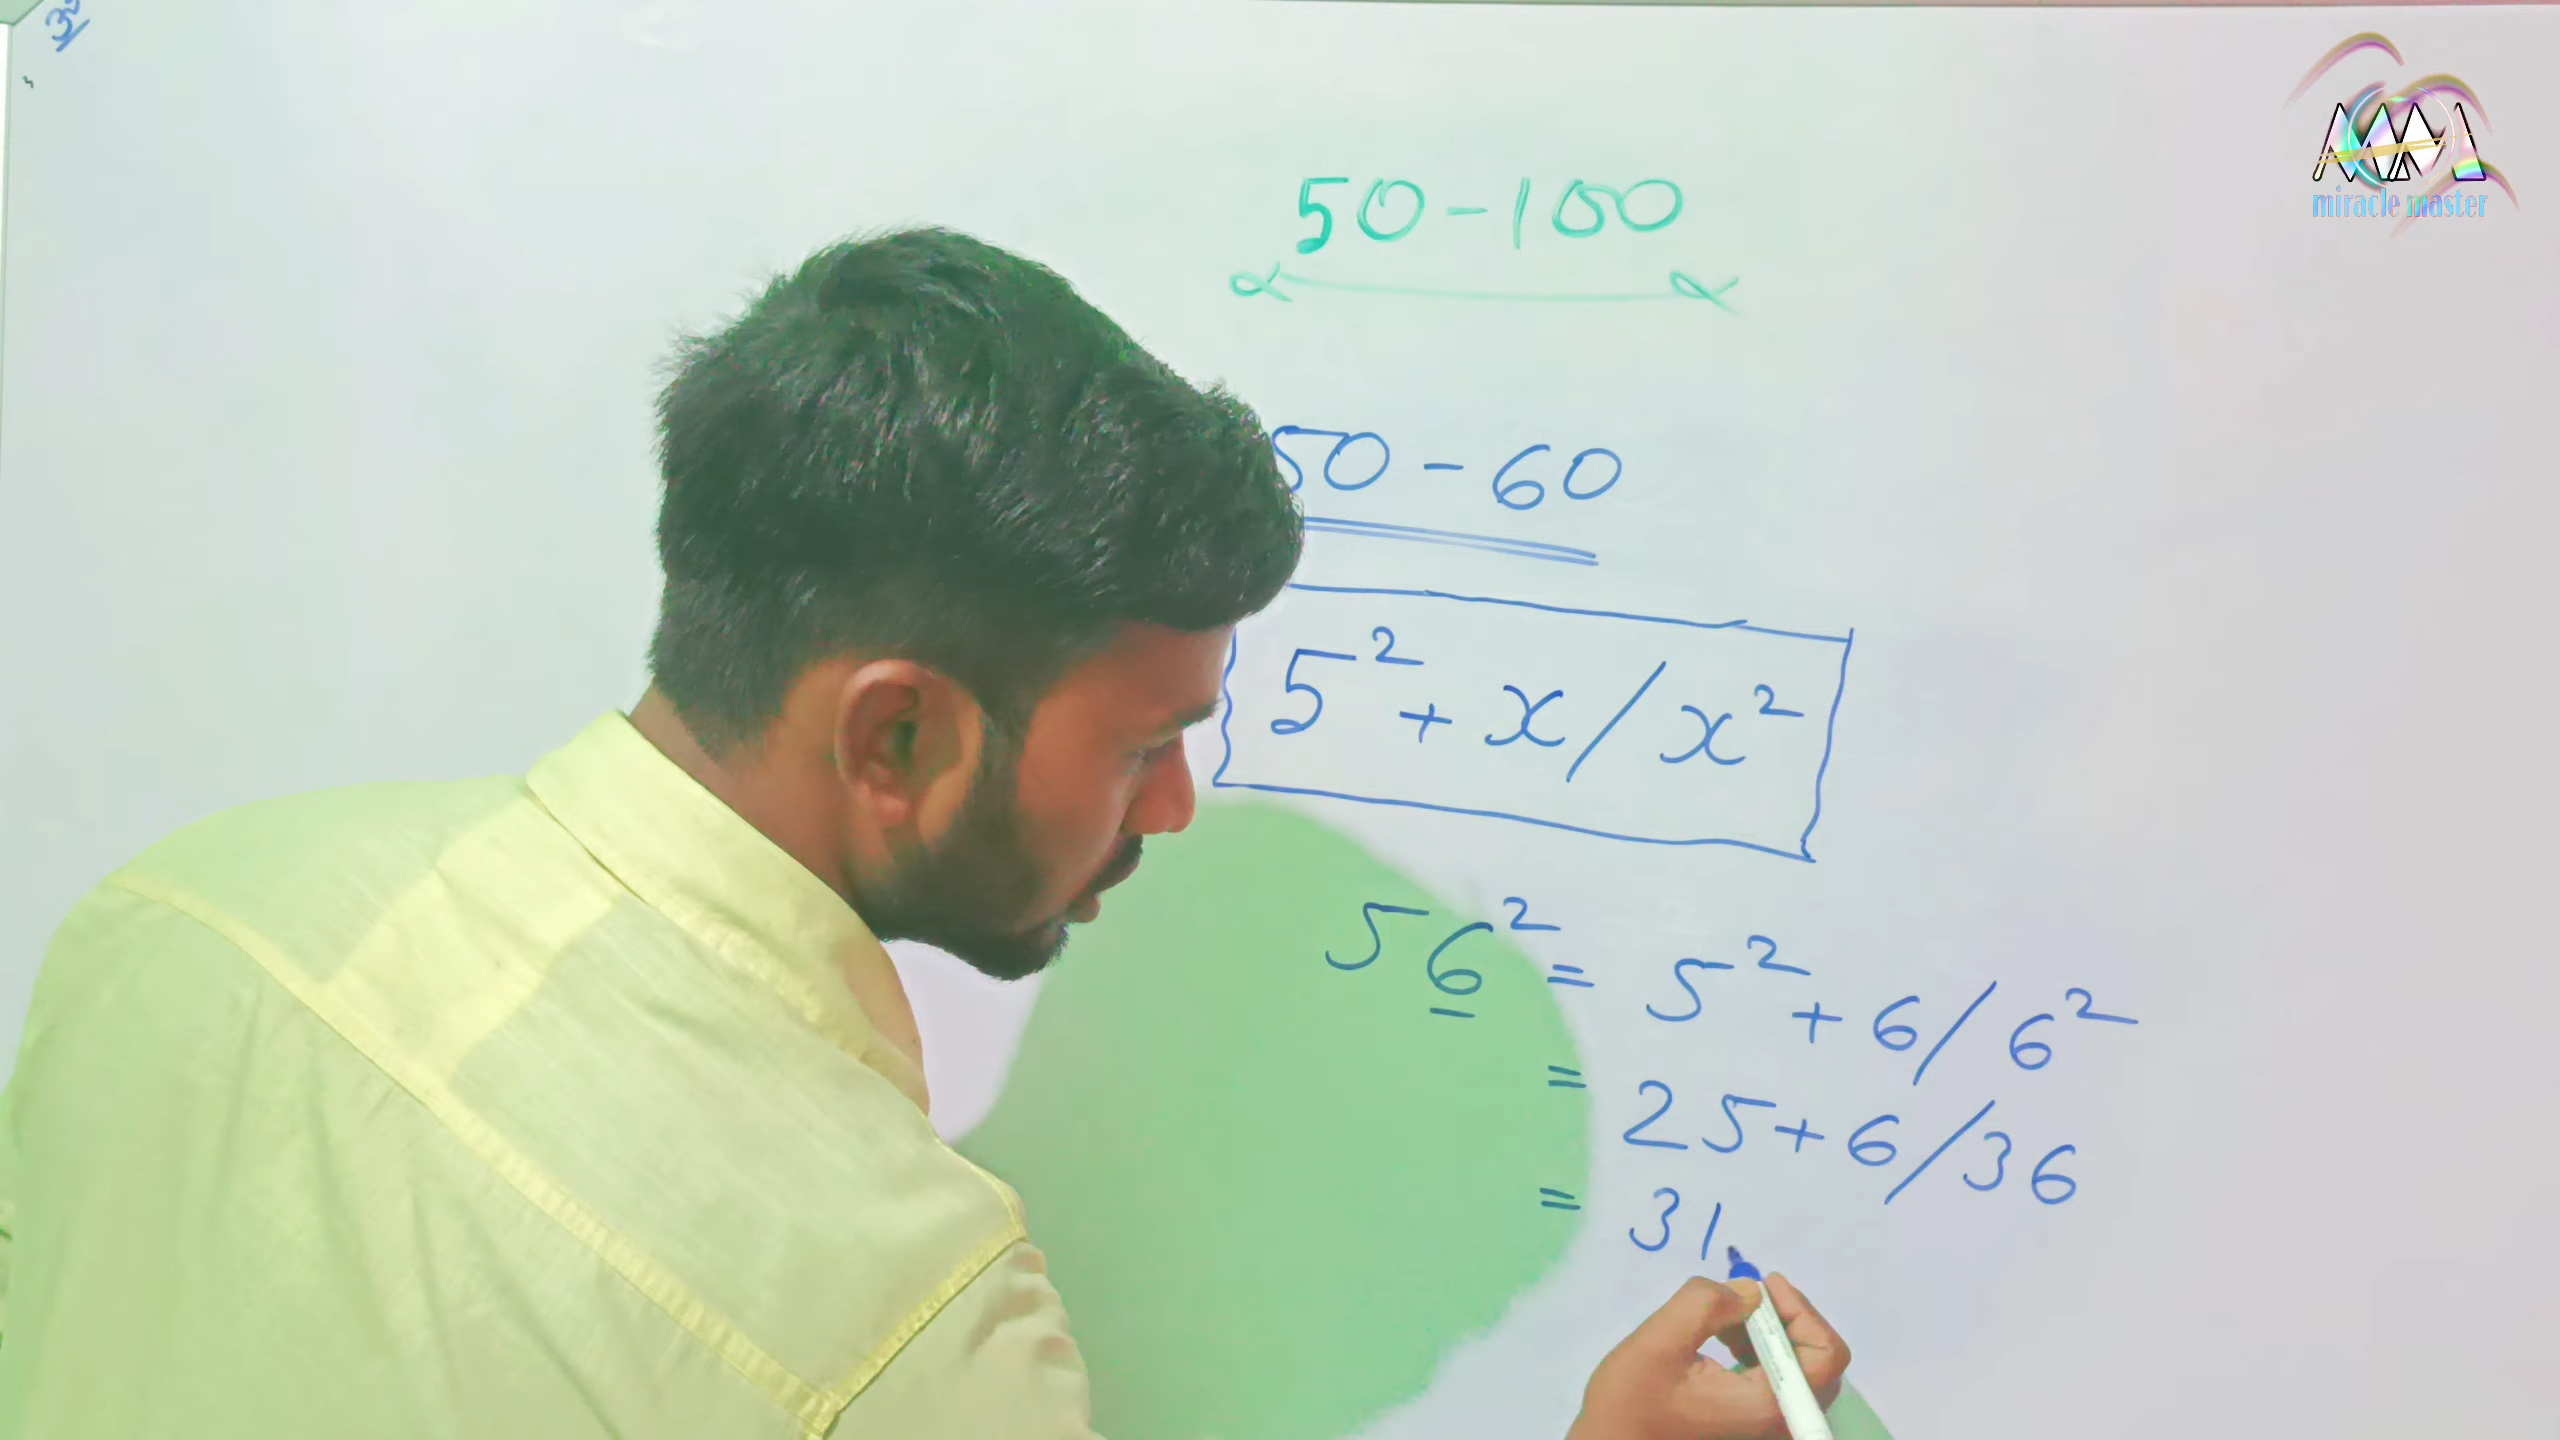 miracle master
50-100
50-60
5²+x/x²
56² = 5²+6/6²
= 25+6/36
= 31